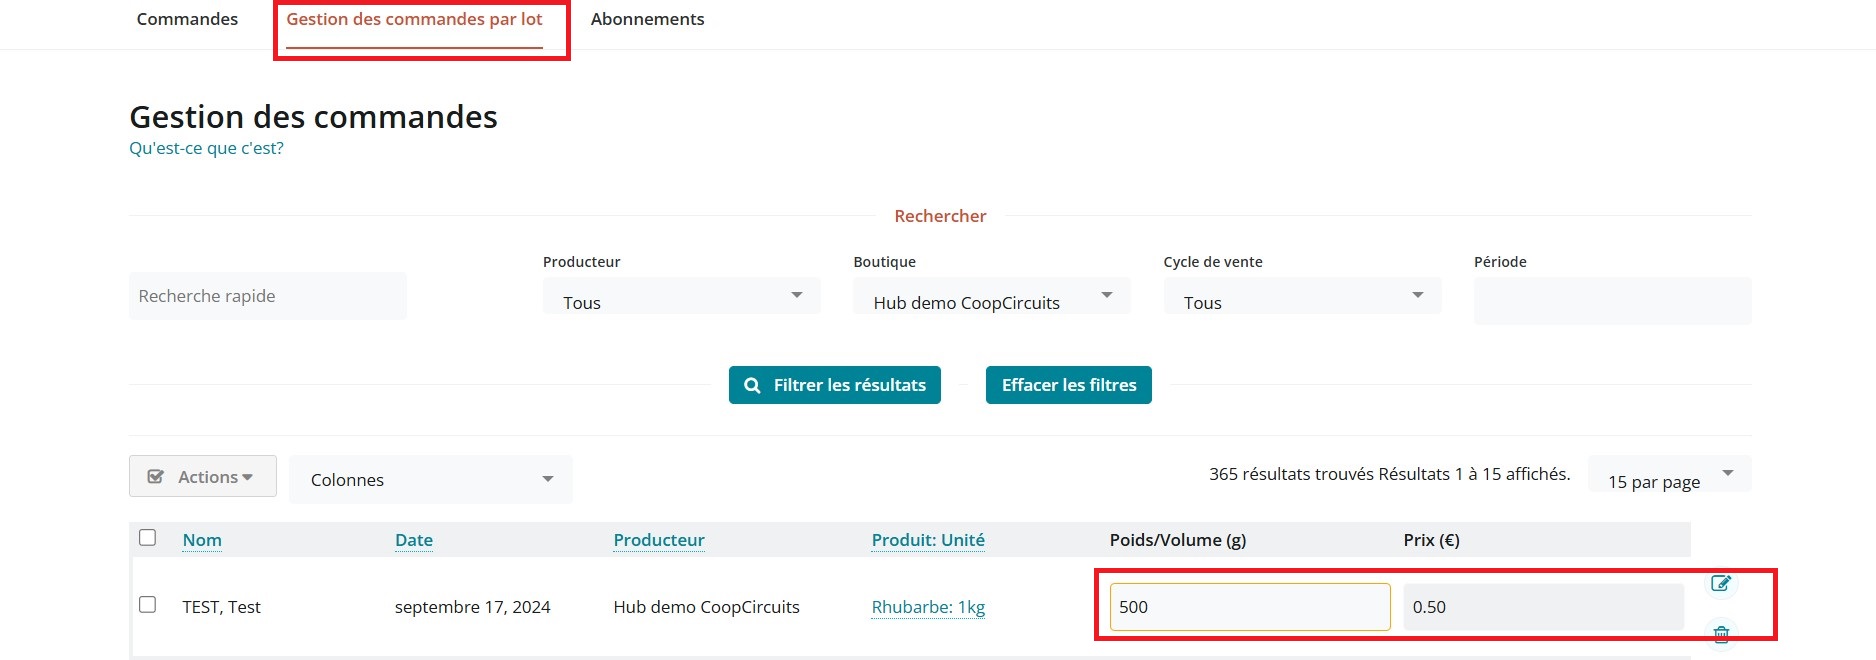 Commandes Gestion des commandes par lot Abonnements
Gestion des commandes
Qu'est-ce que c'est?
Rechercher
Producteur Boutique Cycle de vente Période
Recherche rapide Tous Hub demo CoopCircuits Tous
Filtrer les résultats Effacer les filtres
Actions Colonnes 365 résultats trouvés Résultats 1 à 15 affichés. 15 par page
Nom Date Producteur Produit: Unité Poids/Volume (g) Prix (€)
TEST, Test septembre 17, 2024 Hub demo CoopCircuits Rhubarbe: 1kg 500 0.50